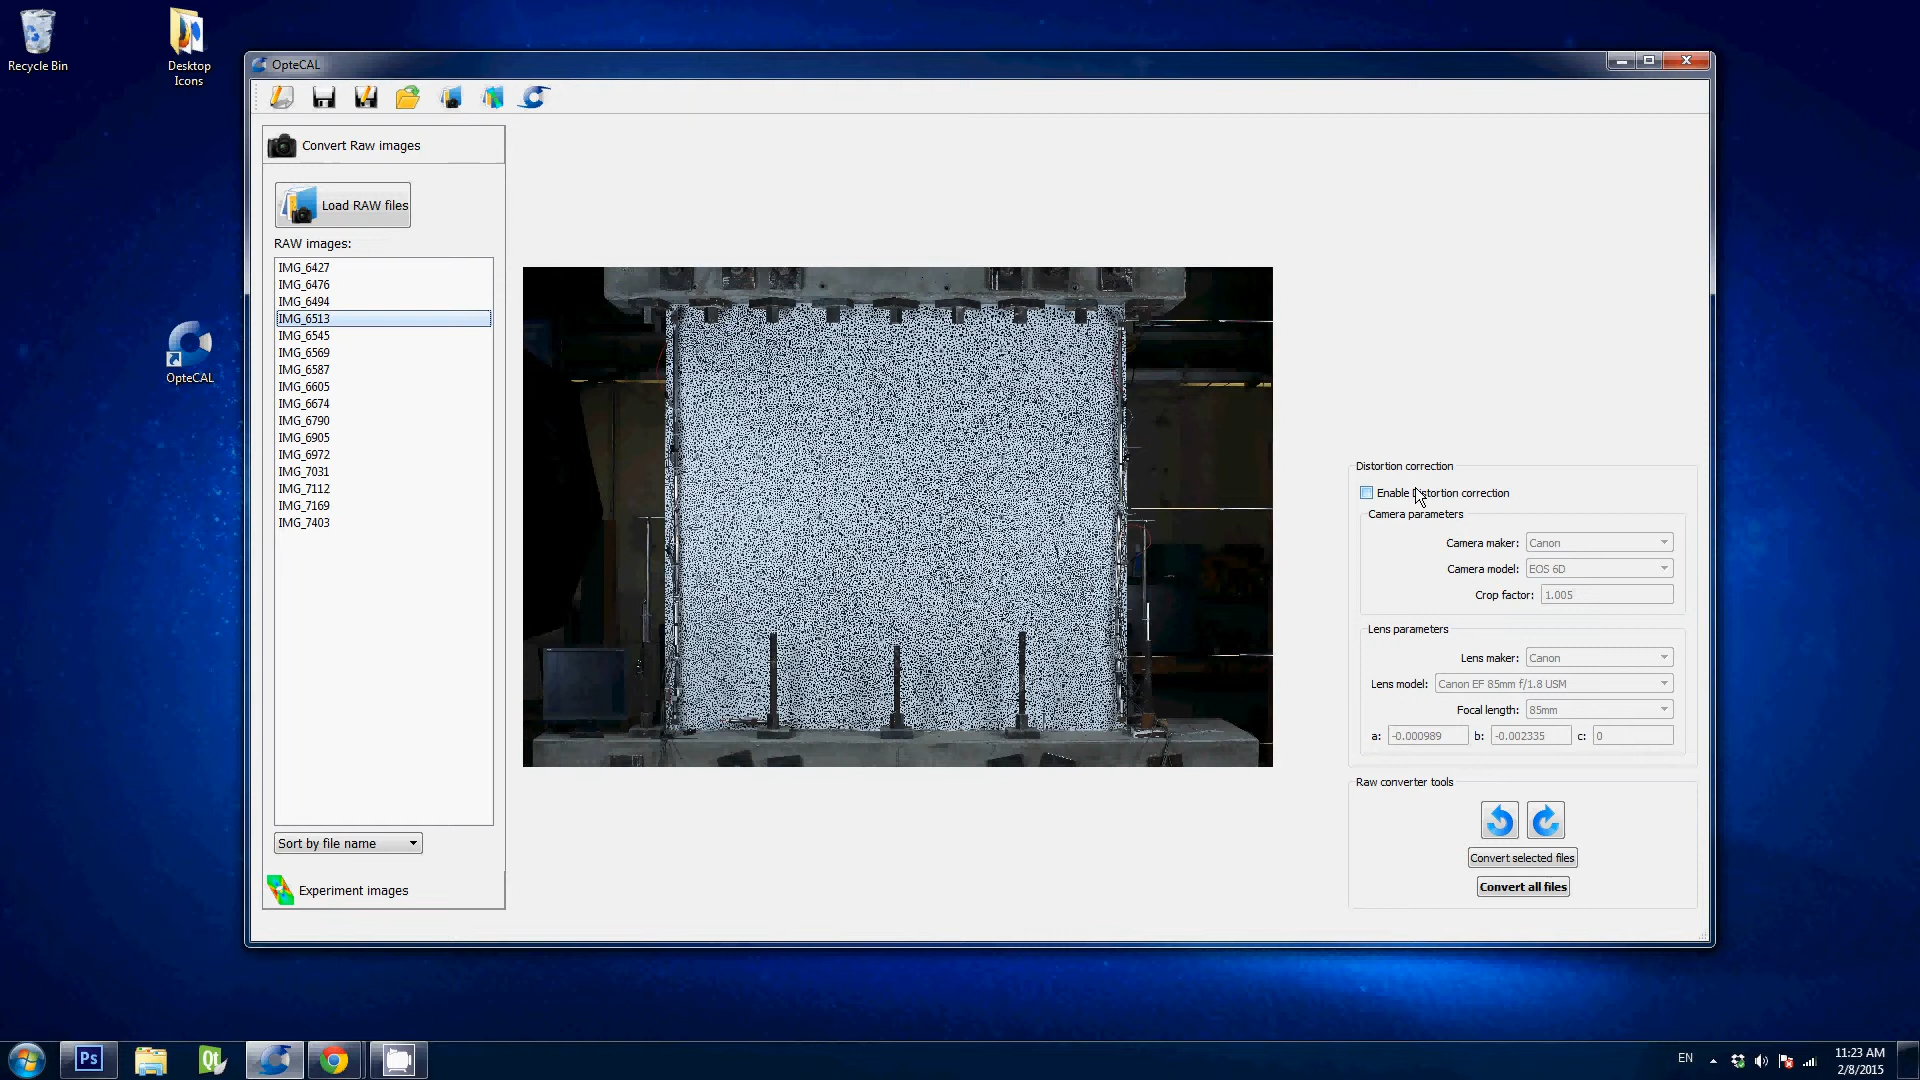 Recycle Bin
Desktop
Icons
OpteCAL
OpteCAL
Convert Raw images
Load RAW files
RAW images:
IMG_6427
IMG_6476
IMG_6494
IMG_6513
IMG_6545
IMG_6569
IMG_6587
IMG_6605
IMG_6674
IMG_6790
IMG_6905
IMG_6972
IMG_7031
IMG_7112
IMG_7169
IMG_7403
Sort by file name
Experiment images
Distortion correction
Enable Distortion correction
Camera parameters
Camera maker: Canon
Camera model: EOS 6D
Crop factor: 1.005
Lens parameters
Lens maker: Canon
Lens model: Canon EF 85mm f/1.8 USM
Focal length: 85mm
a: -0.000989 b: -0.002335 c: 0
Raw converter tools
Convert selected files
Convert all files
Ps
Qt
EN
11:23 AM
2/8/2015